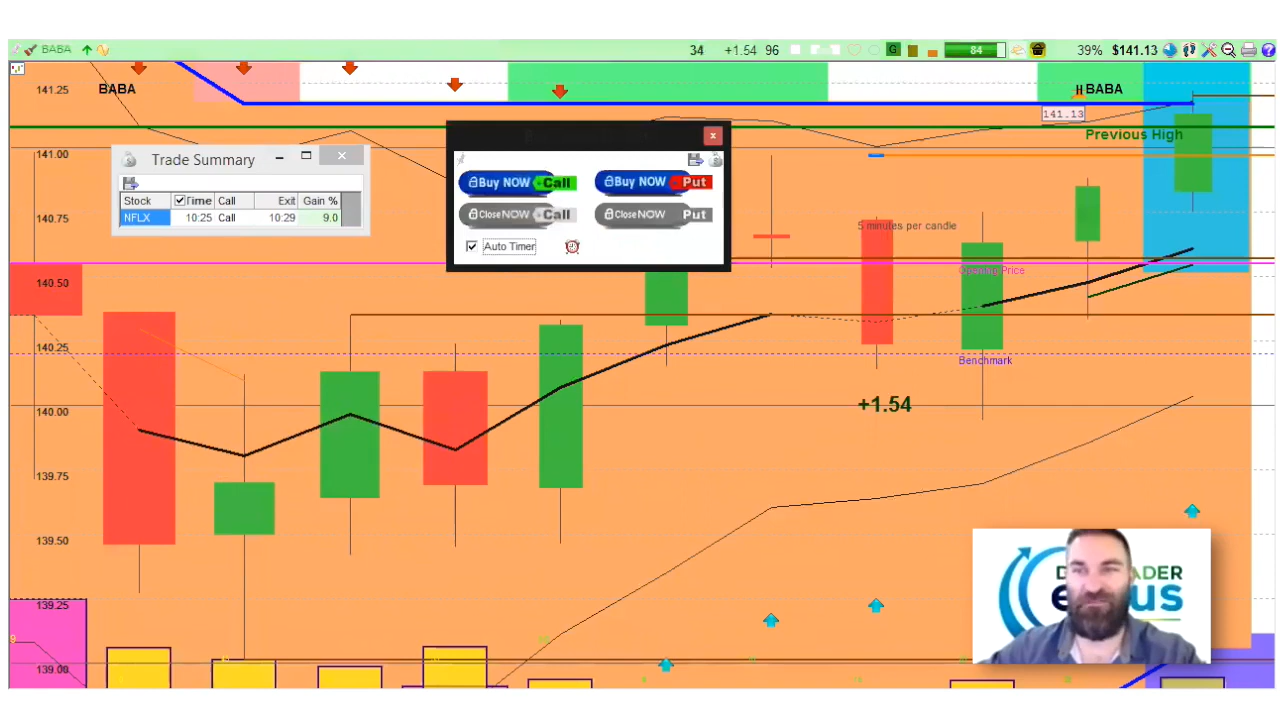 BABA
34 +1.54 96 G 84 39% $141.13
141.25
BABA
BABA
141.13
Previous High
141.00
Trade Summary
Stock Time Call Exit Gain %
NFLX 10:25 Call 10:29 9.0
Buy NOW Call
Buy NOW Put
Close NOW Call
Close NOW Put
Auto Timer
140.75
5 minutes per candle
Opening Price
140.50
140.25
Benchmark
140.00
+1.54
139.75
139.50
139.25
139.00